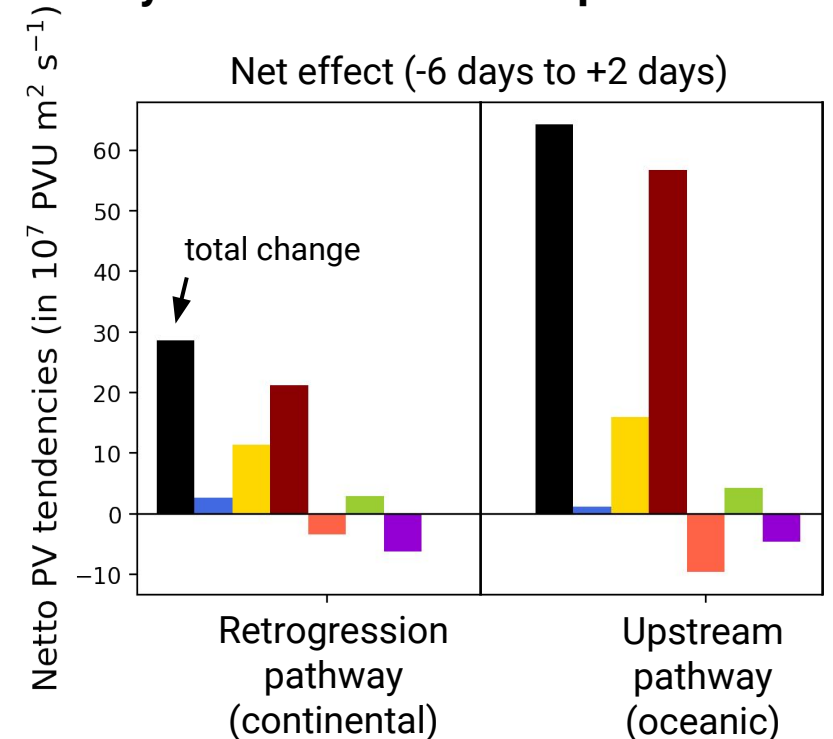 Net effect (-6 days to +2 days)
Netto PV tendencies (in 10⁷ PVU m² s⁻¹)
60
50
40
30
20
10
0
−10
total change
Retrogression
pathway
(continental)
Upstream
pathway
(oceanic)